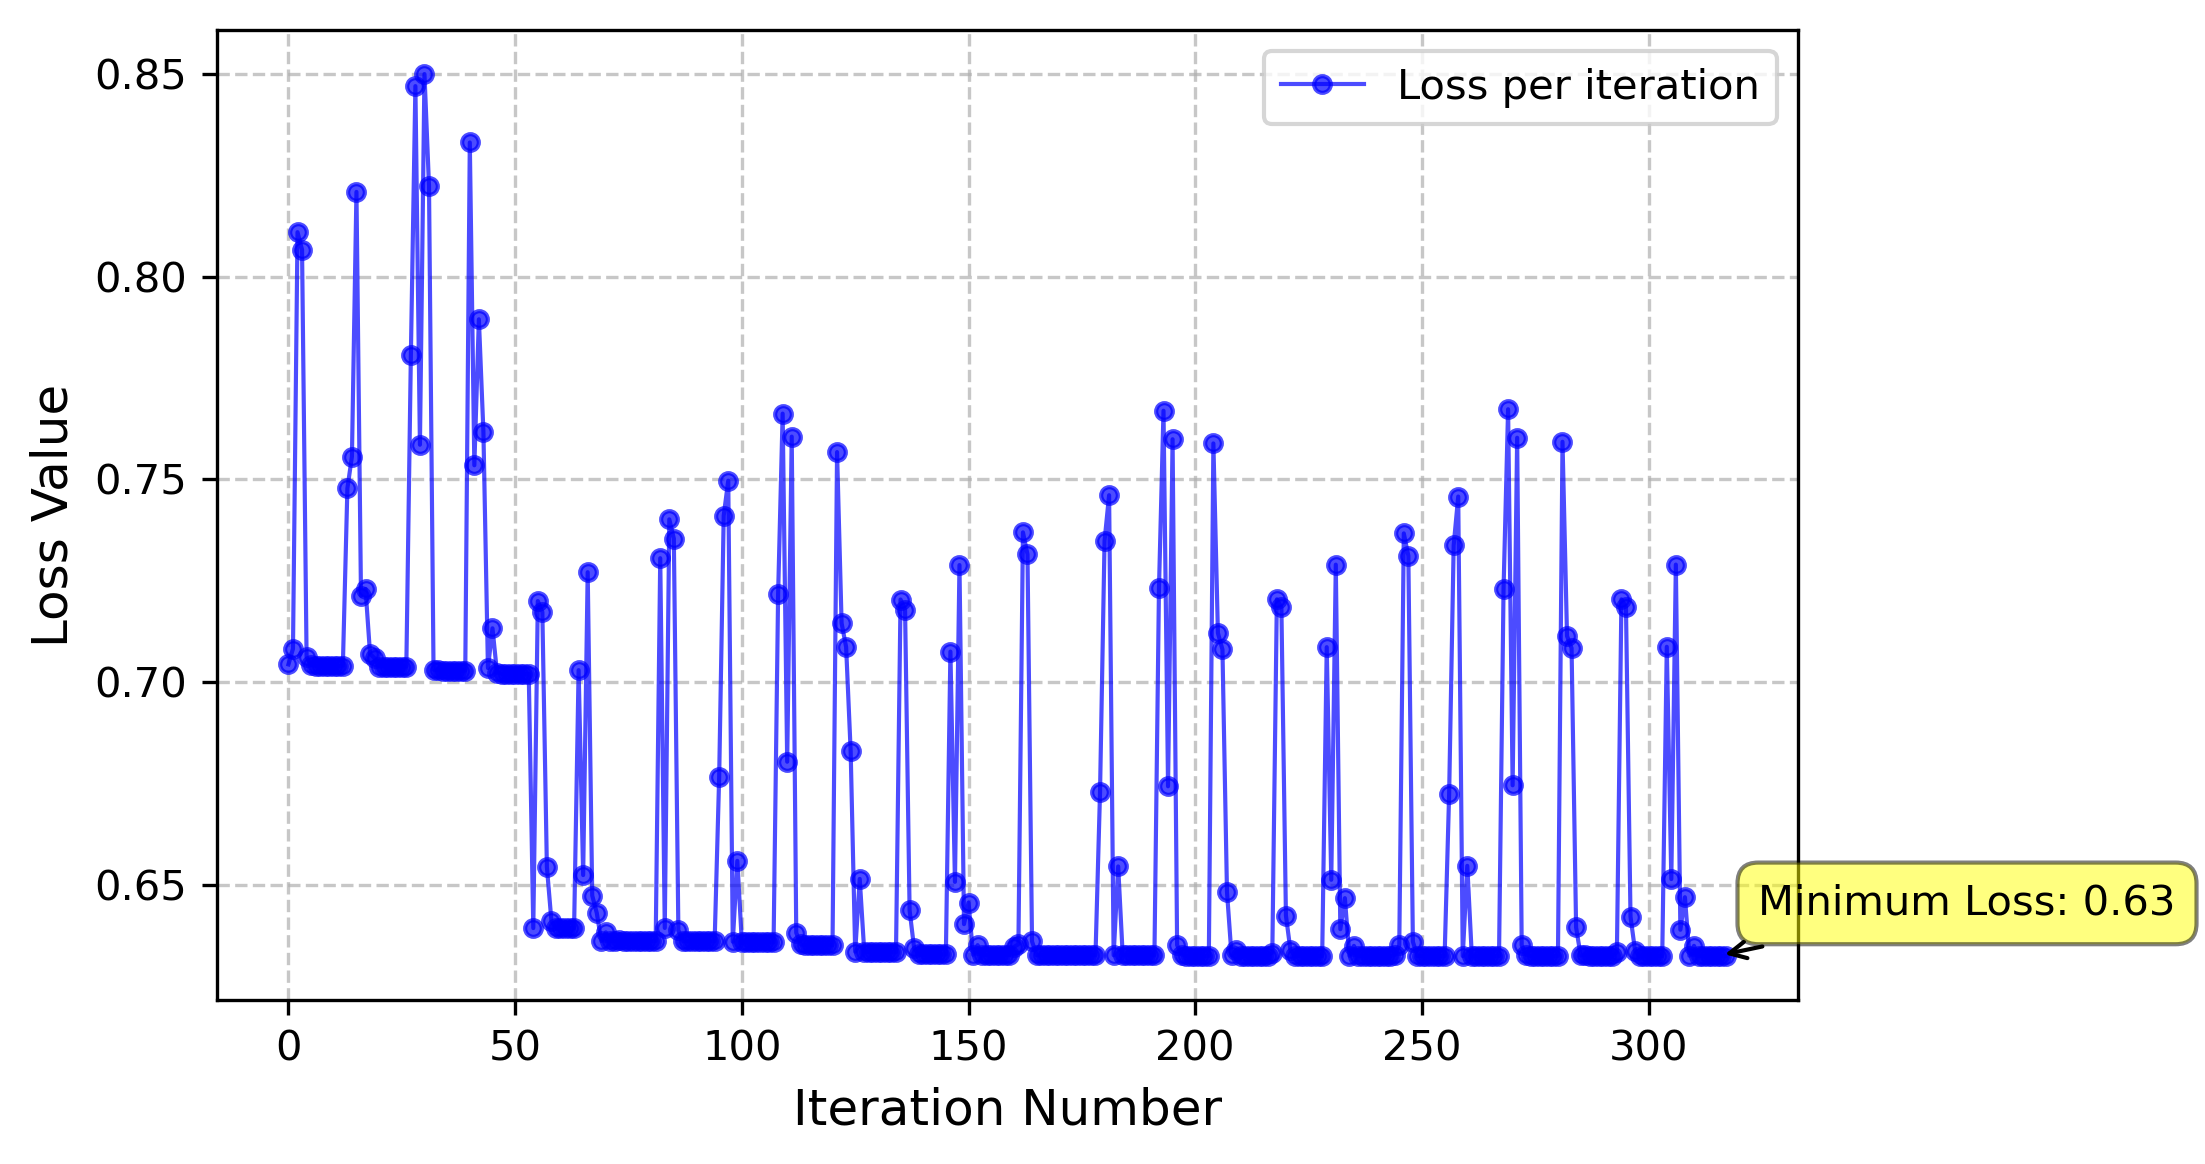 0.85
0.80
0.75
0.70
0.65
Loss Value
Loss per iteration
Minimum Loss: 0.63
0 50 100 150 200 250 300
Iteration Number